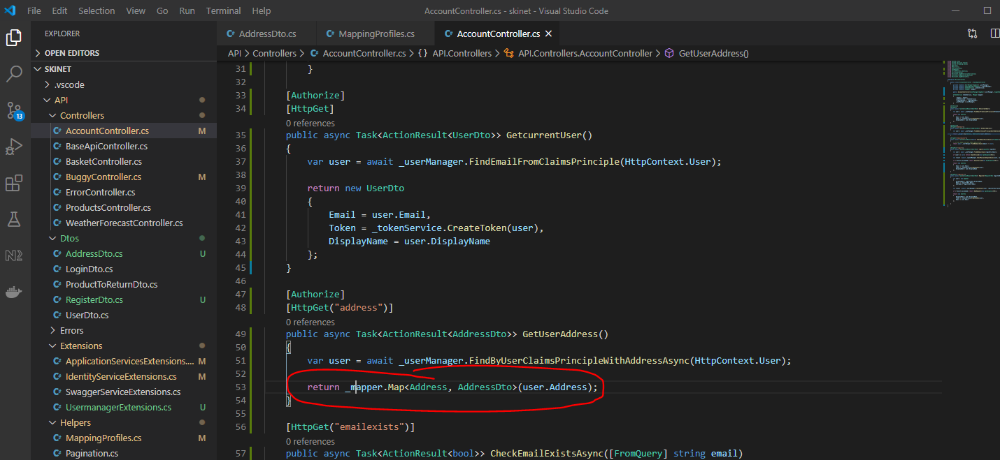 File Edit Selection View Go Run Terminal Help
AccountController.cs - skinet - Visual Studio Code
EXPLORER
OPEN EDITORS
SKINET
.vscode
API
Controllers
C# AccountController.cs M
C# BaseApiController.cs
C# BasketController.cs
C# BuggyController.cs M
C# ErrorController.cs
C# ProductsController.cs
C# WeatherForecastController.cs
Dtos
C# AddressDto.cs U
C# LoginDto.cs
C# ProductToReturnDto.cs
C# RegisterDto.cs U
C# UserDto.cs
Errors
Extensions
C# ApplicationServicesExtensions.... M
C# IdentityServiceExtensions.cs M
C# SwaggerServiceExtensions.cs
C# UsermanagerExtensions.cs U
Helpers
C# MappingProfiles.cs M
C# Pagination.cs
13
C# AddressDto.cs C# MappingProfiles.cs C# AccountController.cs
API > Controllers > C# AccountController.cs > {} API.Controllers > API.Controllers.AccountController > GetUserAddress()
31 }
32
33 [Authorize]
34 [HttpGet]
0 references
35 public async Task<ActionResult<UserDto>> GetcurrentUser()
36 {
37 var user = await _userManager.FindEmailFromClaimsPrinciple(HttpContext.User);
38
39 return new UserDto
40 {
41 Email = user.Email,
42 Token = _tokenService.CreateToken(user),
43 DisplayName = user.DisplayName
44 };
45 }
46
47 [Authorize]
48 [HttpGet("address")]
0 references
49 public async Task<ActionResult<AddressDto>> GetUserAddress()
50 {
51 var user = await _userManager.FindByUserClaimsPrincipleWithAddressAsync(HttpContext.User);
52
53 return _mapper.Map<Address, AddressDto>(user.Address);
54 }
55
56 [HttpGet("emailexists")]
0 references
57 public async Task<ActionResult<bool>> CheckEmailExistsAsync([FromQuery] string email)